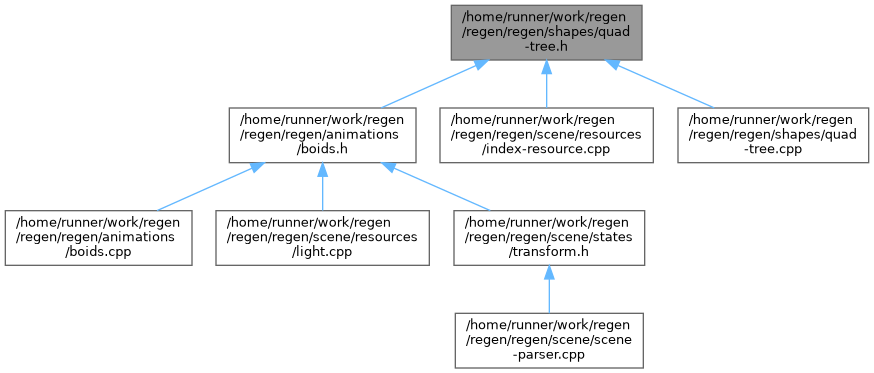 /home/runner/work/regen
/regen/regen/shapes/quad
-tree.h
/home/runner/work/regen
/regen/regen/animations
/boids.h
/home/runner/work/regen
/regen/regen/scene/resources
/index-resource.cpp
/home/runner/work/regen
/regen/regen/shapes/quad
-tree.cpp
/home/runner/work/regen
/regen/regen/animations
/boids.cpp
/home/runner/work/regen
/regen/regen/scene/resources
/light.cpp
/home/runner/work/regen
/regen/regen/scene/states
/transform.h
/home/runner/work/regen
/regen/regen/scene/scene
-parser.cpp